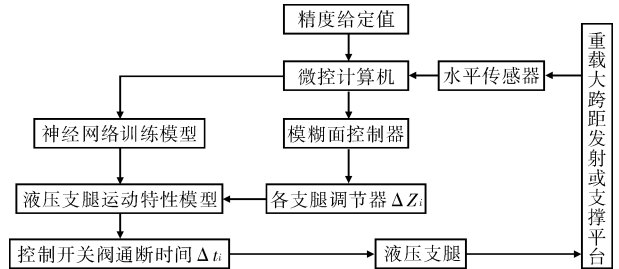 精度给定值
微控计算机
水平传感器
重载大跨距发射或支撑平台
神经网络训练模型
模糊面控制器
液压支腿运动特性模型
各支腿调节器ΔZi
控制开关阀通断时间Δti
液压支腿